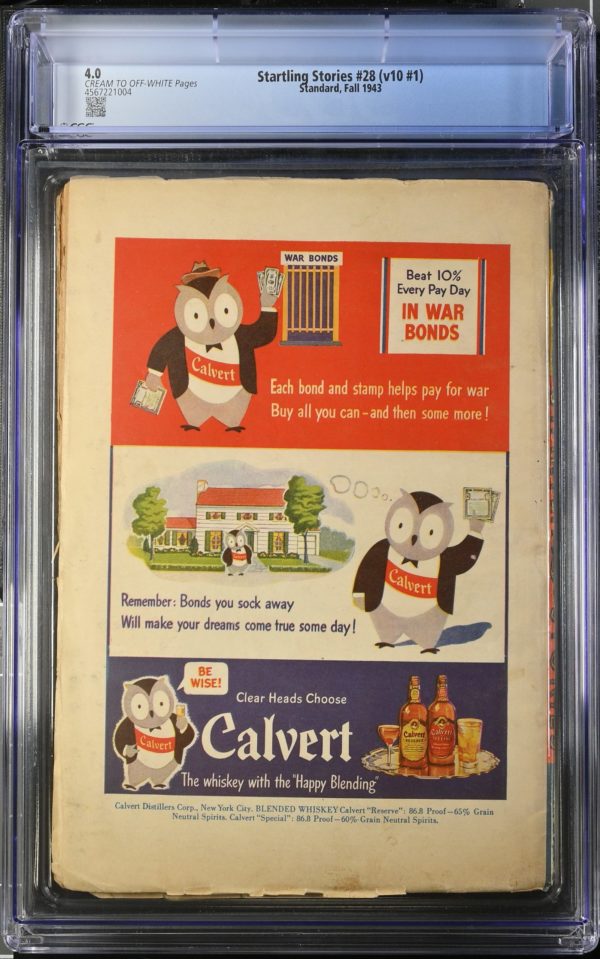 4.0
CREAM TO OFF-WHITE Pages
4567221004
Startling Stories #28 (v10 #1)
Standard, Fall 1943
WAR BONDS
Beat 10%
Every Pay Day
IN WAR
BONDS
Calvert
Each bond and stamp helps pay for war
Buy all you can - and then some more!
Calvert
Remember: Bonds you sock away
Will make your dreams come true some day!
BE
WISE!
Clear Heads Choose
Calvert
Calvert
Calvert
RESERVE
Calvert
The whiskey with the "Happy Blending"
Calvert Distillers Corp., New York City. BLENDED WHISKEY Calvert "Reserve": 86.8 Proof—65% Grain
Neutral Spirits. Calvert "Special": 86.8 Proof—60% Grain Neutral Spirits.